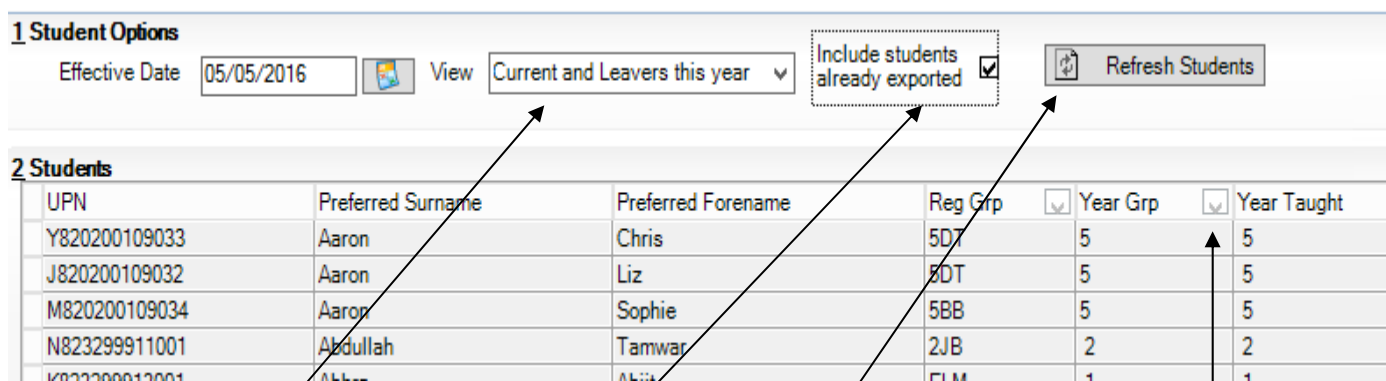 1 Student Options
Effective Date 05/05/2016 View Current and Leavers this year Include students already exported Refresh Students
2 Students
UPN Preferred Surname Preferred Forename Reg Grp Year Grp Year Taught
Y820200109033 Aaron Chris 5DT 5 5
J820200109032 Aaron Liz 5DT 5 5
M820200109034 Aaron Sophie 5BB 5 5
N823299911001 Abdullah Tamwar 2JB 2 2